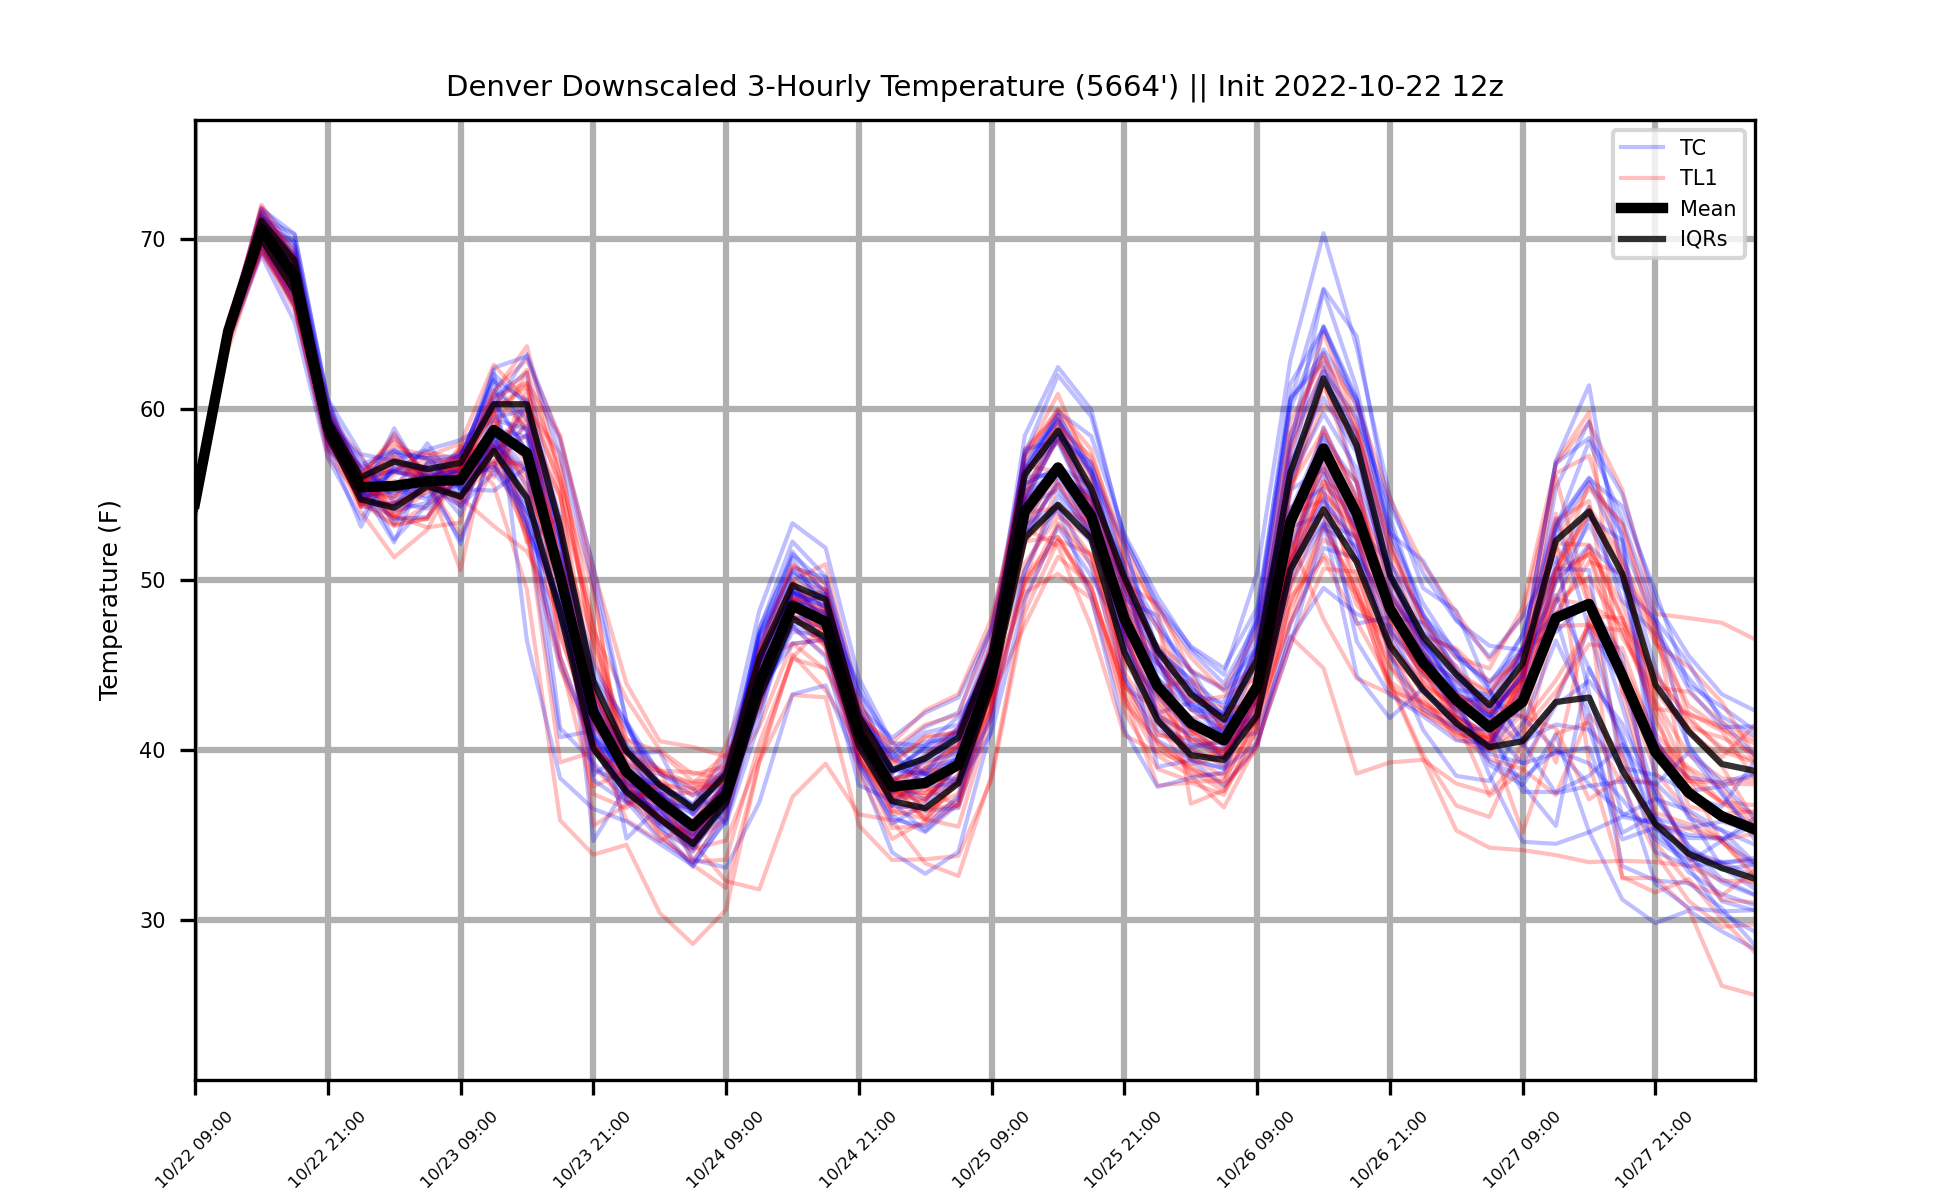 Denver Downscaled 3-Hourly Temperature (5664') || Init 2022-10-22 12z
TC
TL1
Mean
IQRs
Temperature (F)
70
60
50
40
30
10/22 09:00
10/22 21:00
10/23 09:00
10/23 21:00
10/24 09:00
10/24 21:00
10/25 09:00
10/25 21:00
10/26 09:00
10/26 21:00
10/27 09:00
10/27 21:00